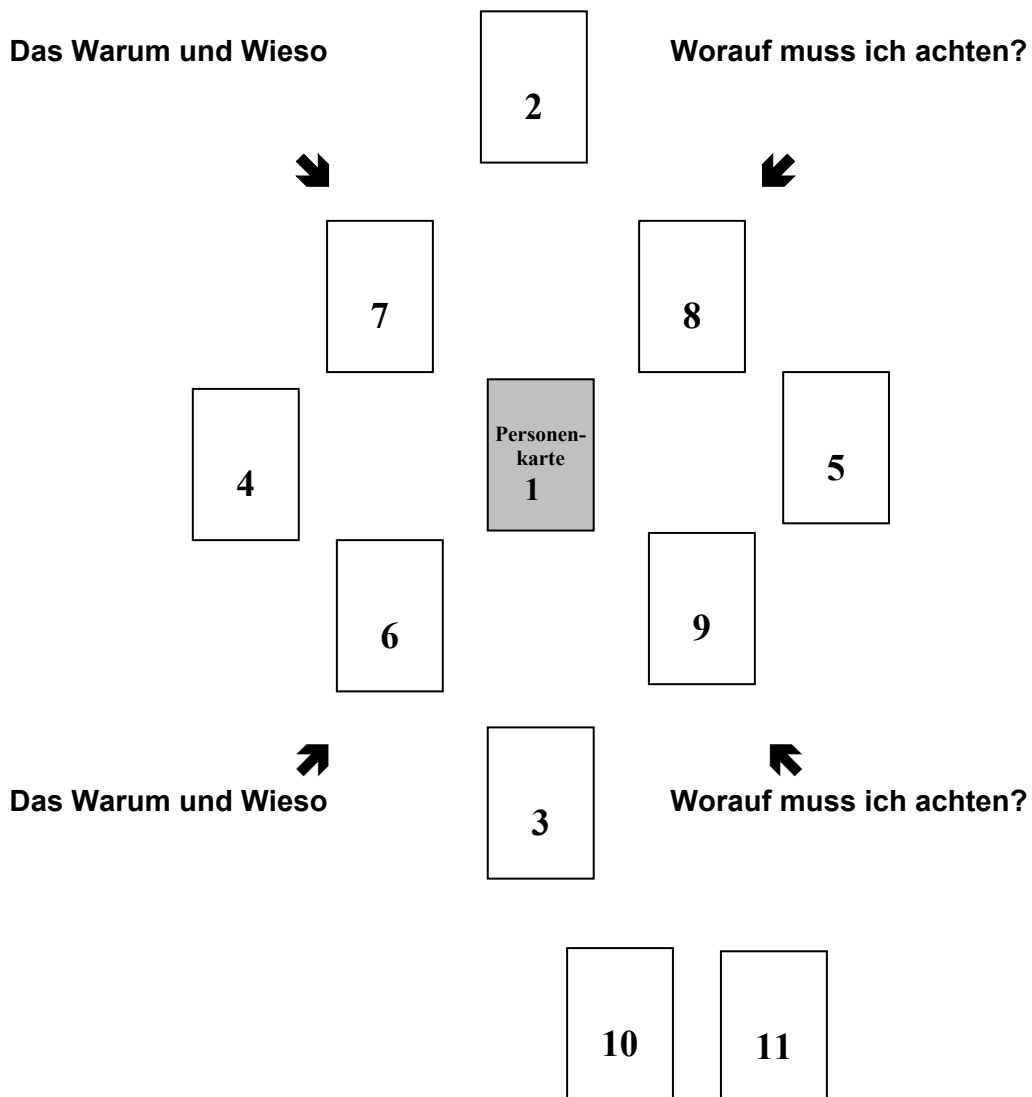 Das Warum und Wieso
Worauf muss ich achten?
2
7
8
Personen-
karte
1
4
5
6
9
Das Warum und Wieso
Worauf muss ich achten?
3
10
11